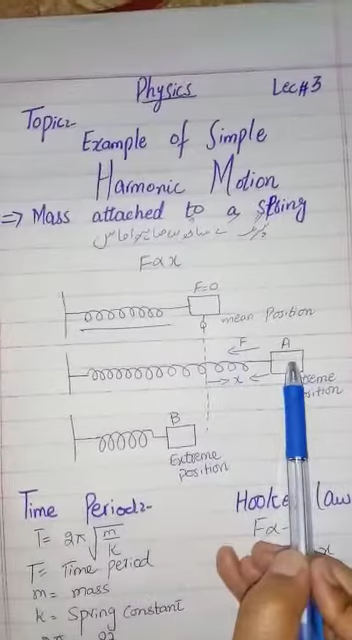 Physics Lec#3
Topic:-
Example of Simple
Harmonic Motion
⇒ Mass attached to a spring
F∝x
F=0
O
mean Position
F A
x
Extreme
position
B
Extreme
position
Time Period:- Hooke Law
T = 2π√m/k F∝-
T = Time period x
m = mass
k = Spring Constant